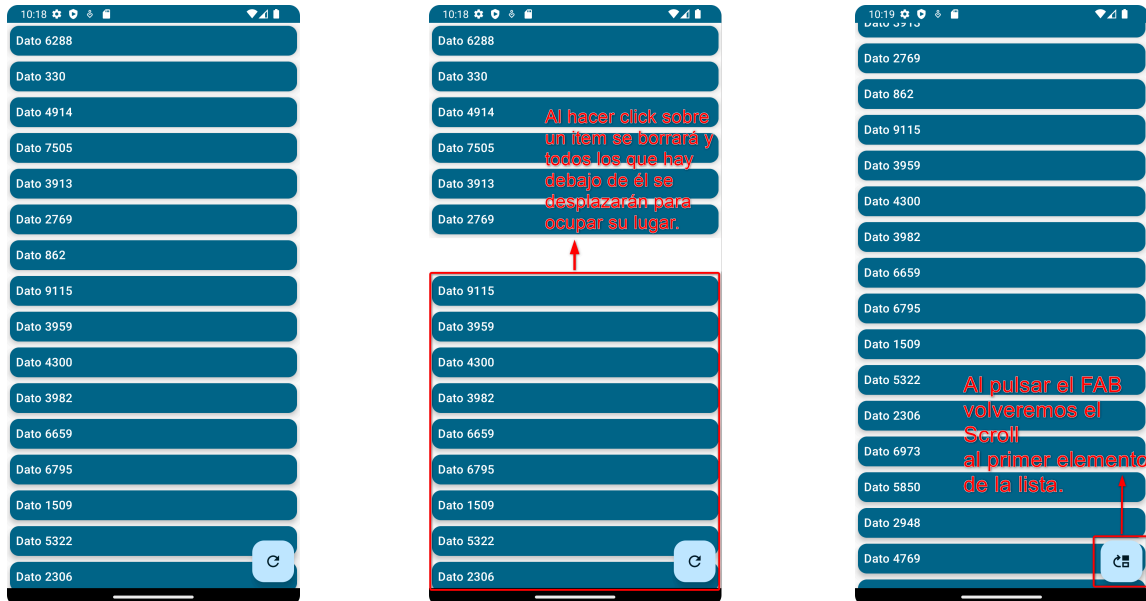 10:18
Dato 6288
Dato 330
Dato 4914
Dato 7505
Dato 3913
Dato 2769
Dato 862
Dato 9115
Dato 3959
Dato 4300
Dato 3982
Dato 6659
Dato 6795
Dato 1509
Dato 5322
Dato 2306
10:18
Dato 6288
Dato 330
Dato 4914
Dato 7505
Dato 3913
Dato 2769
Al hacer click sobre
un item se borrará y
todos los que hay
debajo de él se
desplazarán para
ocupar su lugar.
Dato 9115
Dato 3959
Dato 4300
Dato 3982
Dato 6659
Dato 6795
Dato 1509
Dato 5322
Dato 2306
10:19
Dato 3913
Dato 2769
Dato 862
Dato 9115
Dato 3959
Dato 4300
Dato 3982
Dato 6659
Dato 6795
Dato 1509
Dato 5322
Dato 2306
Dato 6973
Dato 5850
Dato 2948
Dato 4769
Al pulsar el FAB
volveremos el
Scroll
al primer elemento
de la lista.